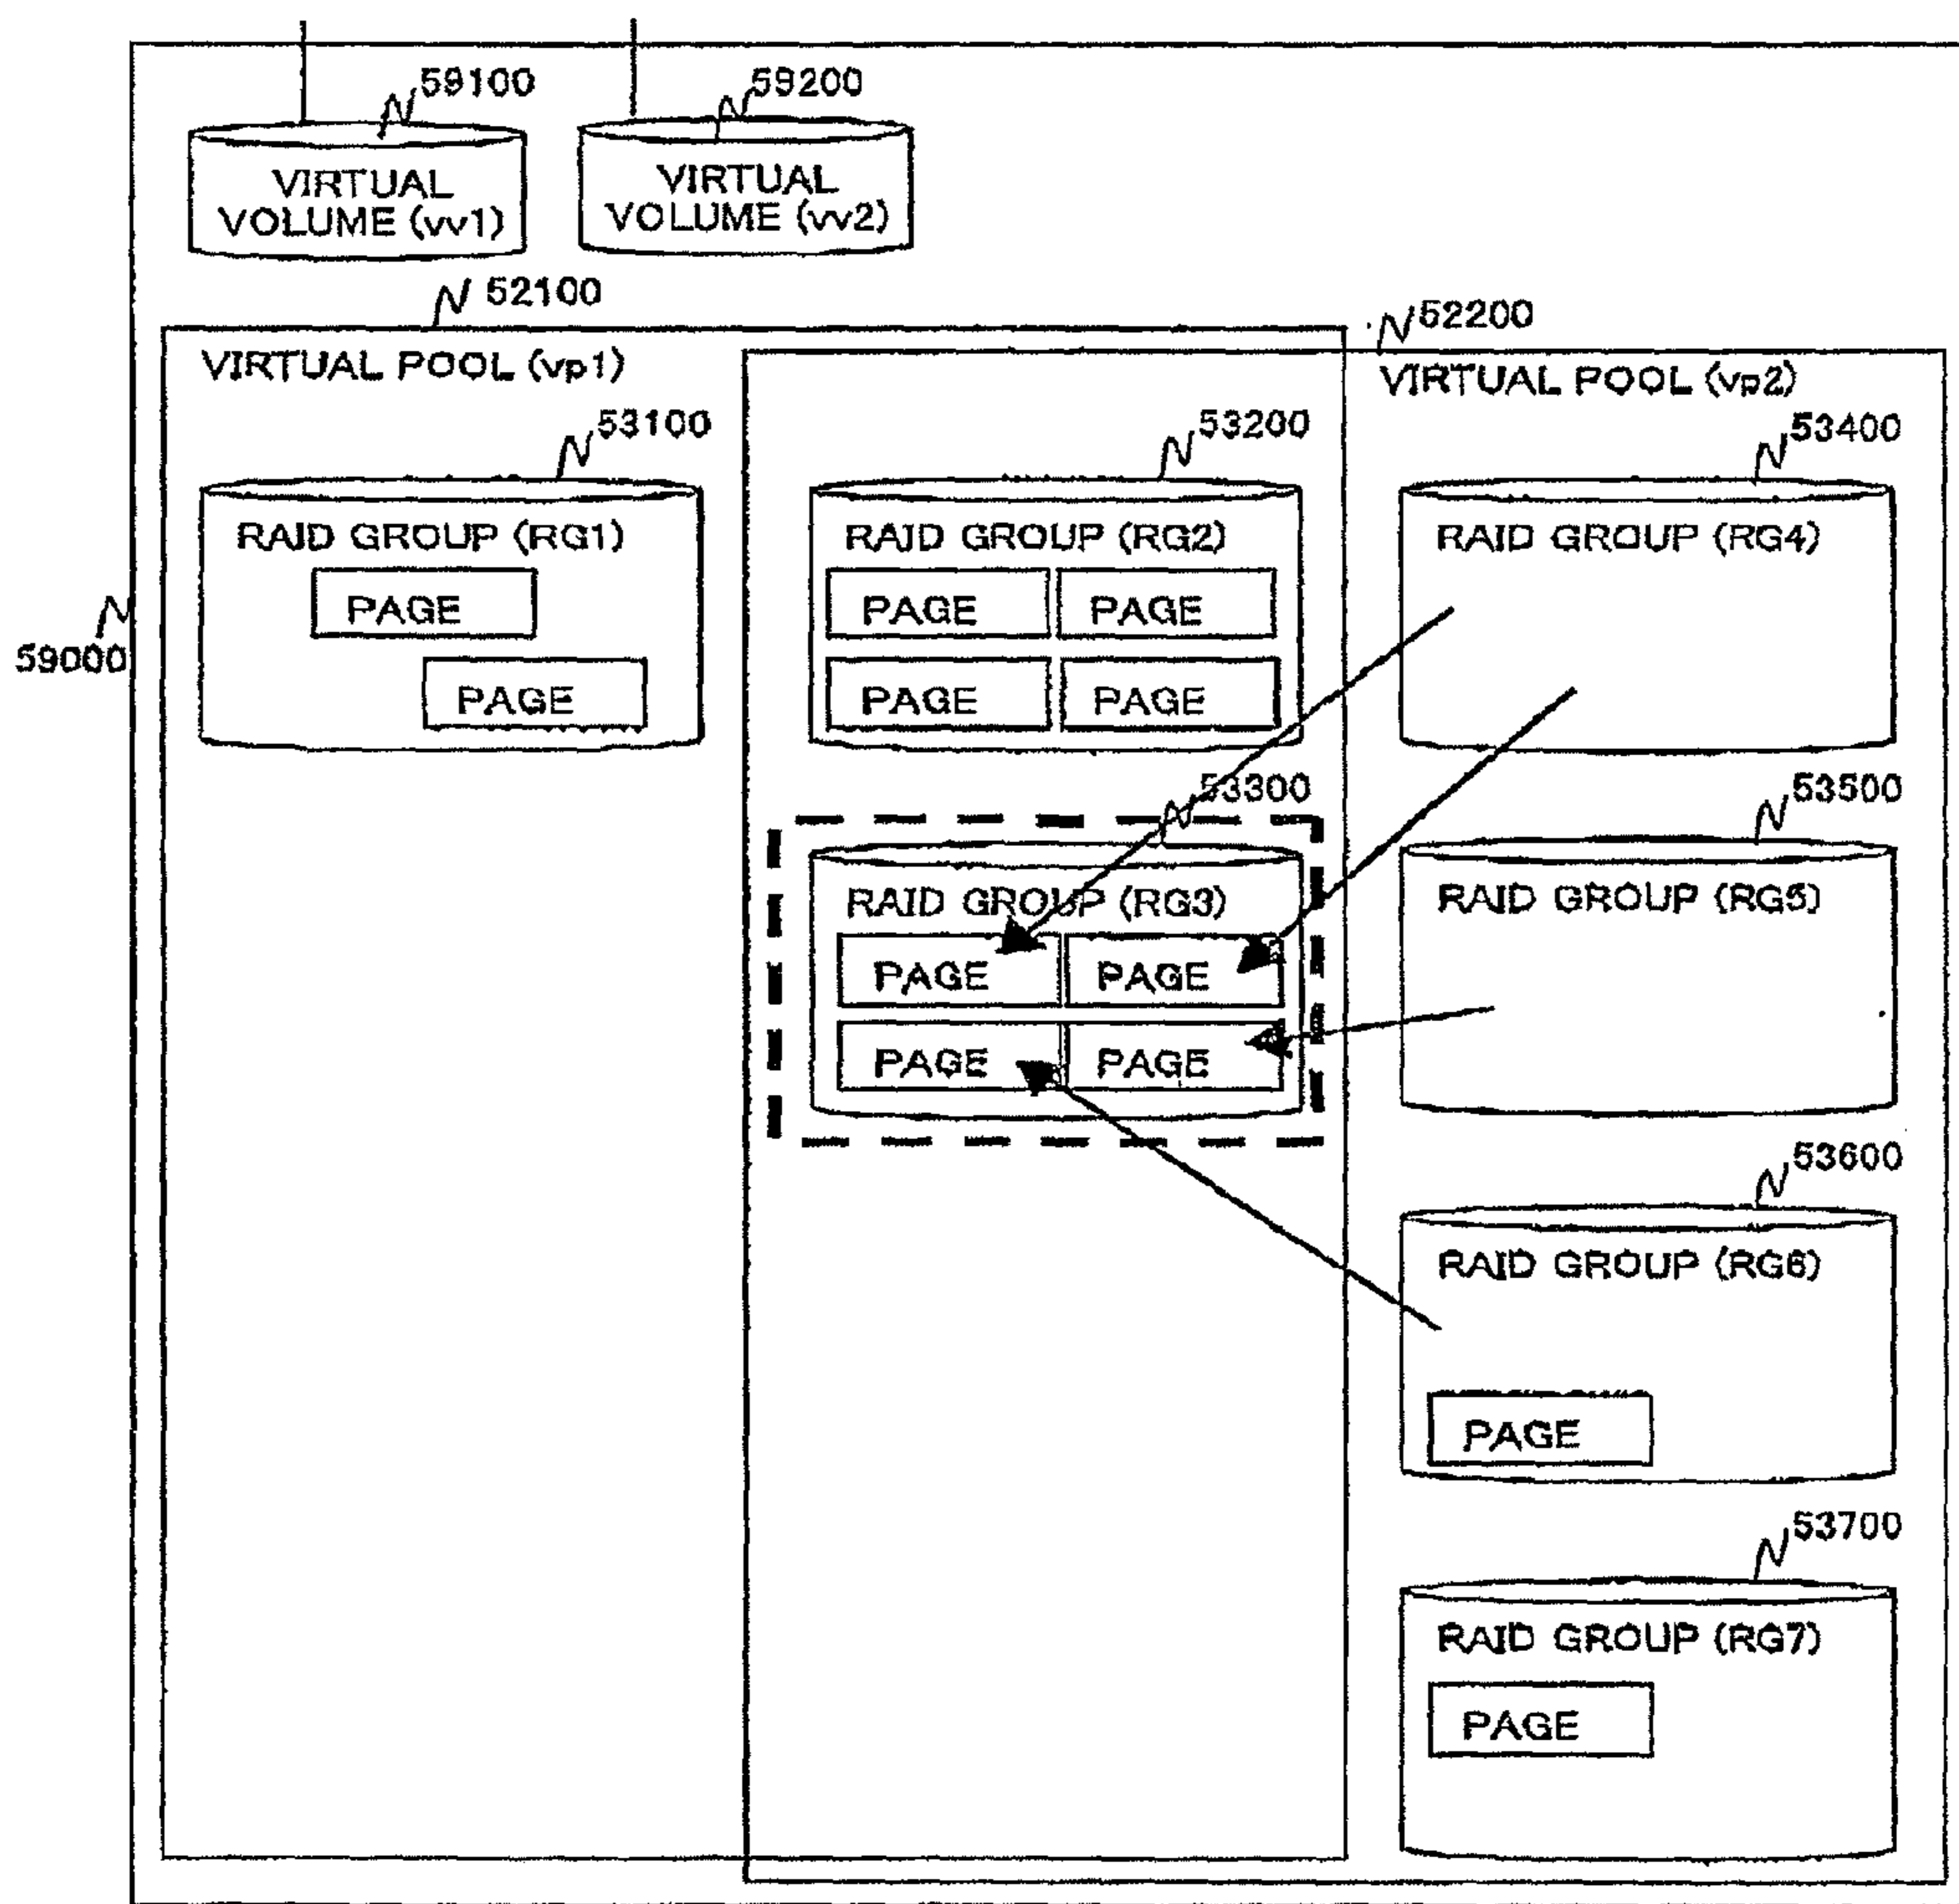 59100
59200
VIRTUAL
VOLUME (vv1)
VIRTUAL
VOLUME (vv2)
52100
52200
VIRTUAL POOL (vp1)
VIRTUAL POOL (vp2)
53100
53200
53400
RAID GROUP (RG1)
PAGE
PAGE
RAID GROUP (RG2)
PAGE PAGE
PAGE PAGE
RAID GROUP (RG4)
59000
53300
53500
RAID GROUP (RG3)
PAGE PAGE
PAGE PAGE
RAID GROUP (RG5)
53600
RAID GROUP (RG6)
PAGE
53700
RAID GROUP (RG7)
PAGE